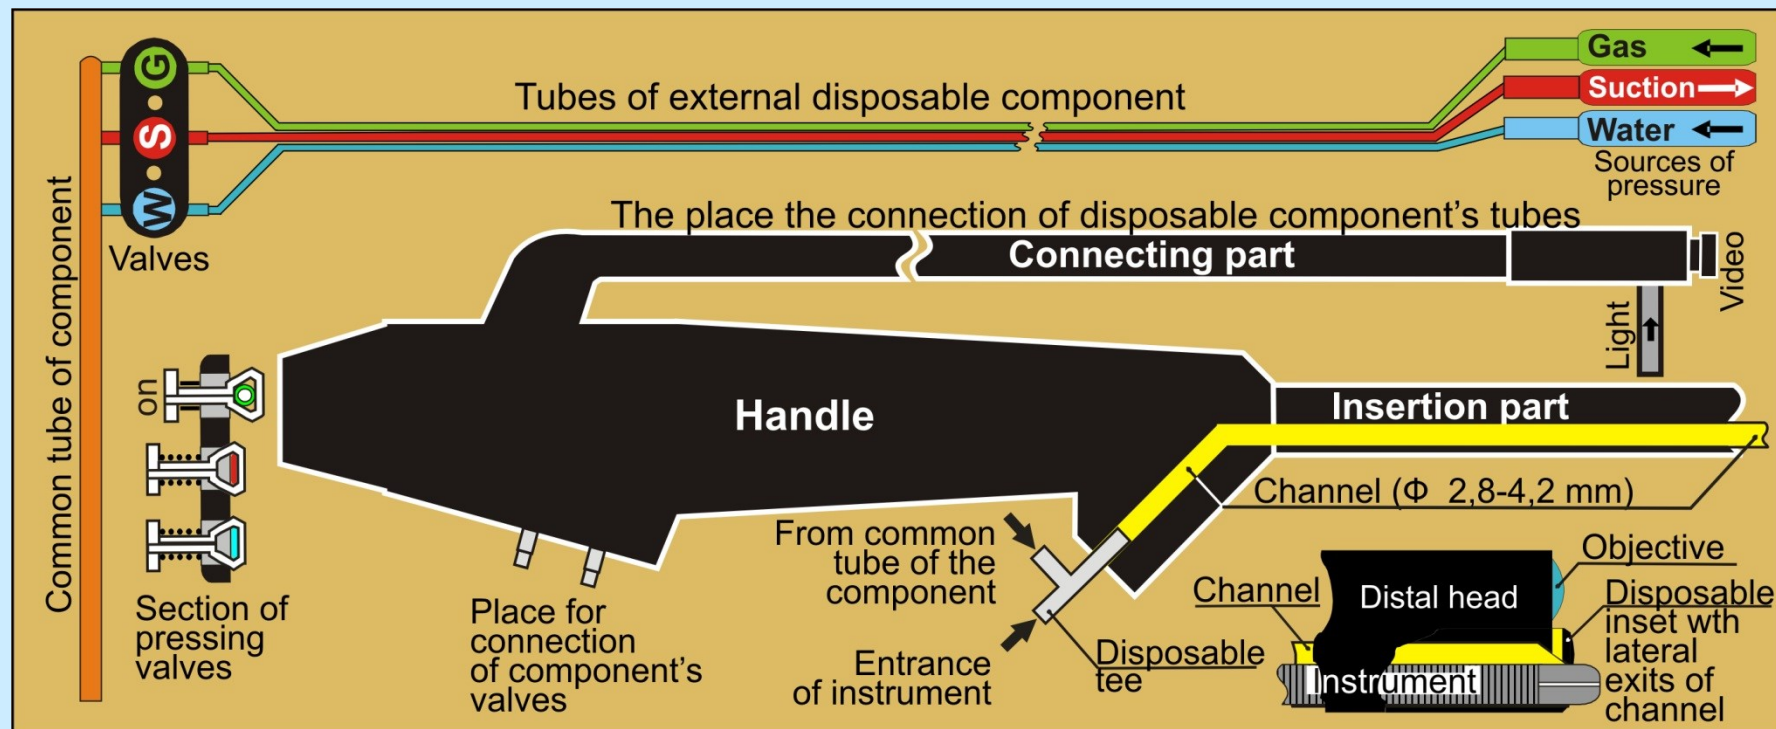 Gas
Suction
Water
Sources of
pressure
Tubes of external disposable component
G
S
W
Valves
Common tube of component
The place the connection of disposable component's tubes
Connecting part
Video
Light
on
Handle
Insertion part
Channel (Φ 2,8-4,2 mm)
Section of
pressing
valves
Place for
connection
of component's
valves
From common
tube of the
component
Entrance
of instrument
Disposable
tee
Channel
Distal head
Instrument
Objective
Disposable
inset wth
lateral
exits of
channel